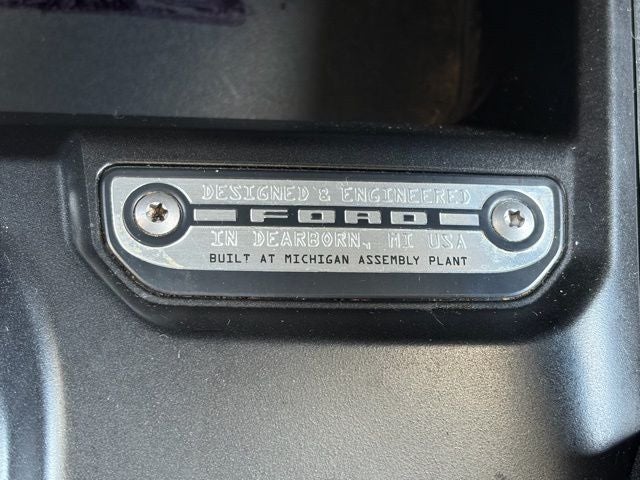 DESIGNED & ENGINEERED
FORD
IN DEARBORN, MI USA
BUILT AT MICHIGAN ASSEMBLY PLANT